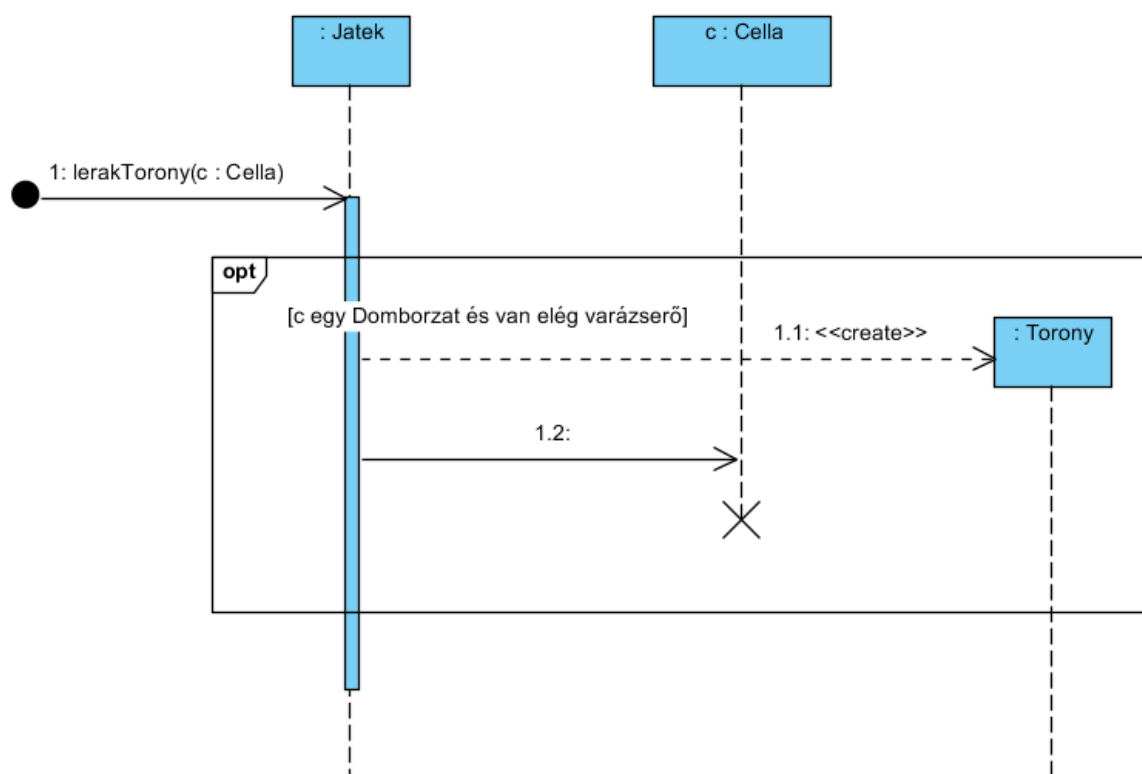 : Jatek
c : Cella
1: lerakTorony(c : Cella)
opt
[c egy Domborzat és van elég varázserő]
1.1: <<create>>
: Torony
1.2: